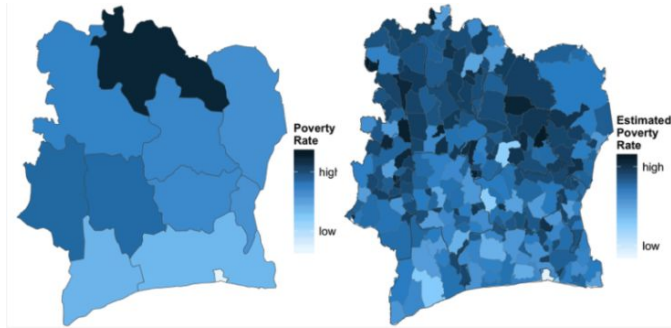 Poverty
Rate
high
low
Estimated
Poverty
Rate
high
low